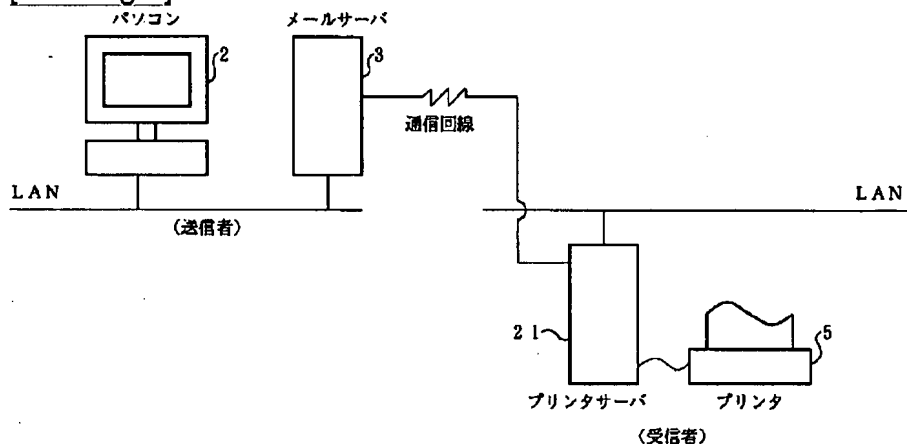 パソコン
メールサーバ
2
3
通信回線
LAN
LAN
(送信者)
21
5
プリンタサーバ
プリンタ
(受信者)